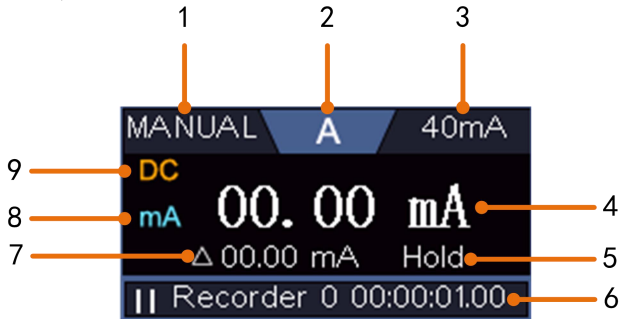 1 2 3
MANUAL A 40mA
9 DC
8 mA 00.00 mA 4
7 △ 00.00 mA Hold 5
|| Recorder 0 00:00:01.00 6